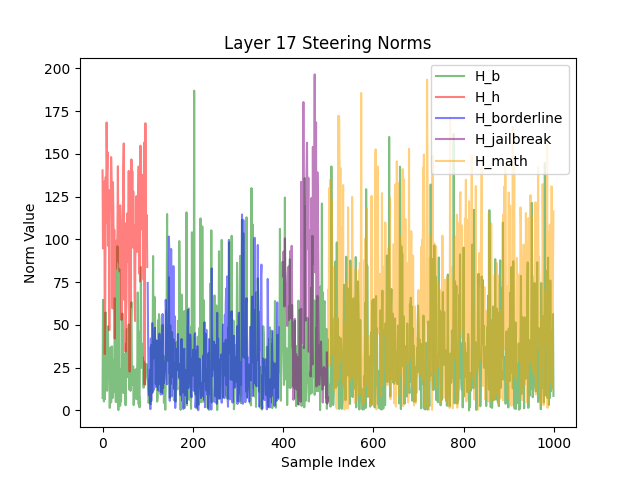 Layer 17 Steering Norms
200
175
150
125
100
75
50
25
0
Norm Value
H_b
H_h
H_borderline
H_jailbreak
H_math
0
200
400
600
800
1000
Sample Index